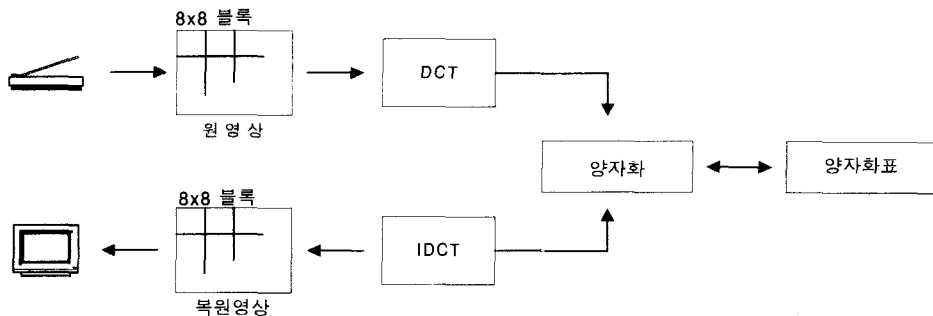 8x8 블록
DCT
원 영 상
양자화
양자화표
8x8 블록
IDCT
복원영상